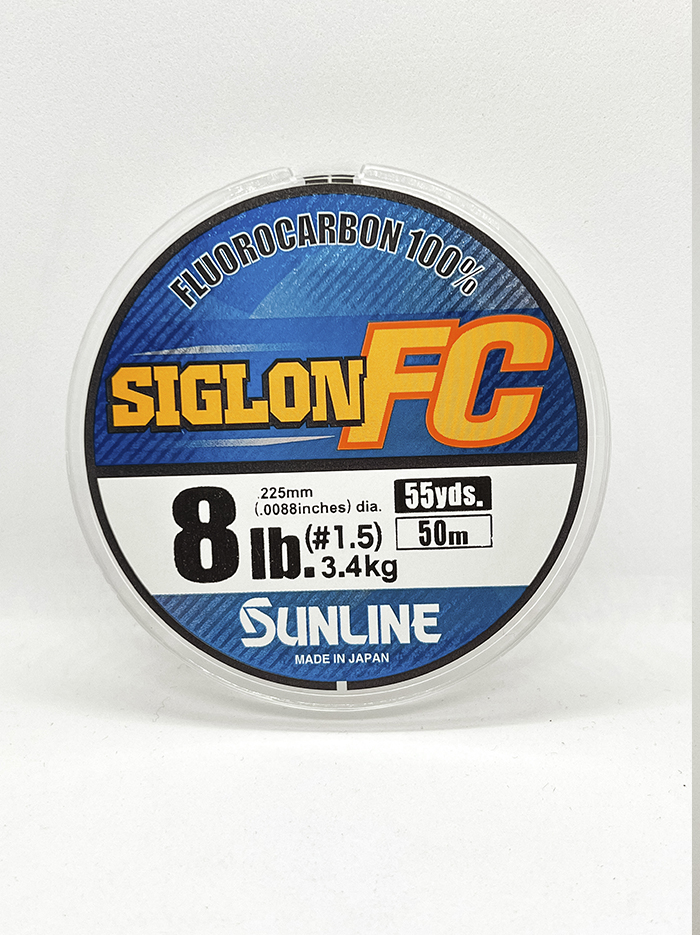 FLUOROCARBON 100%
SIGLON FC
8 lb.
.225mm
(.0088inches) dia.
(#1.5)
3.4kg
55yds.
50m
SUNLINE
MADE IN JAPAN